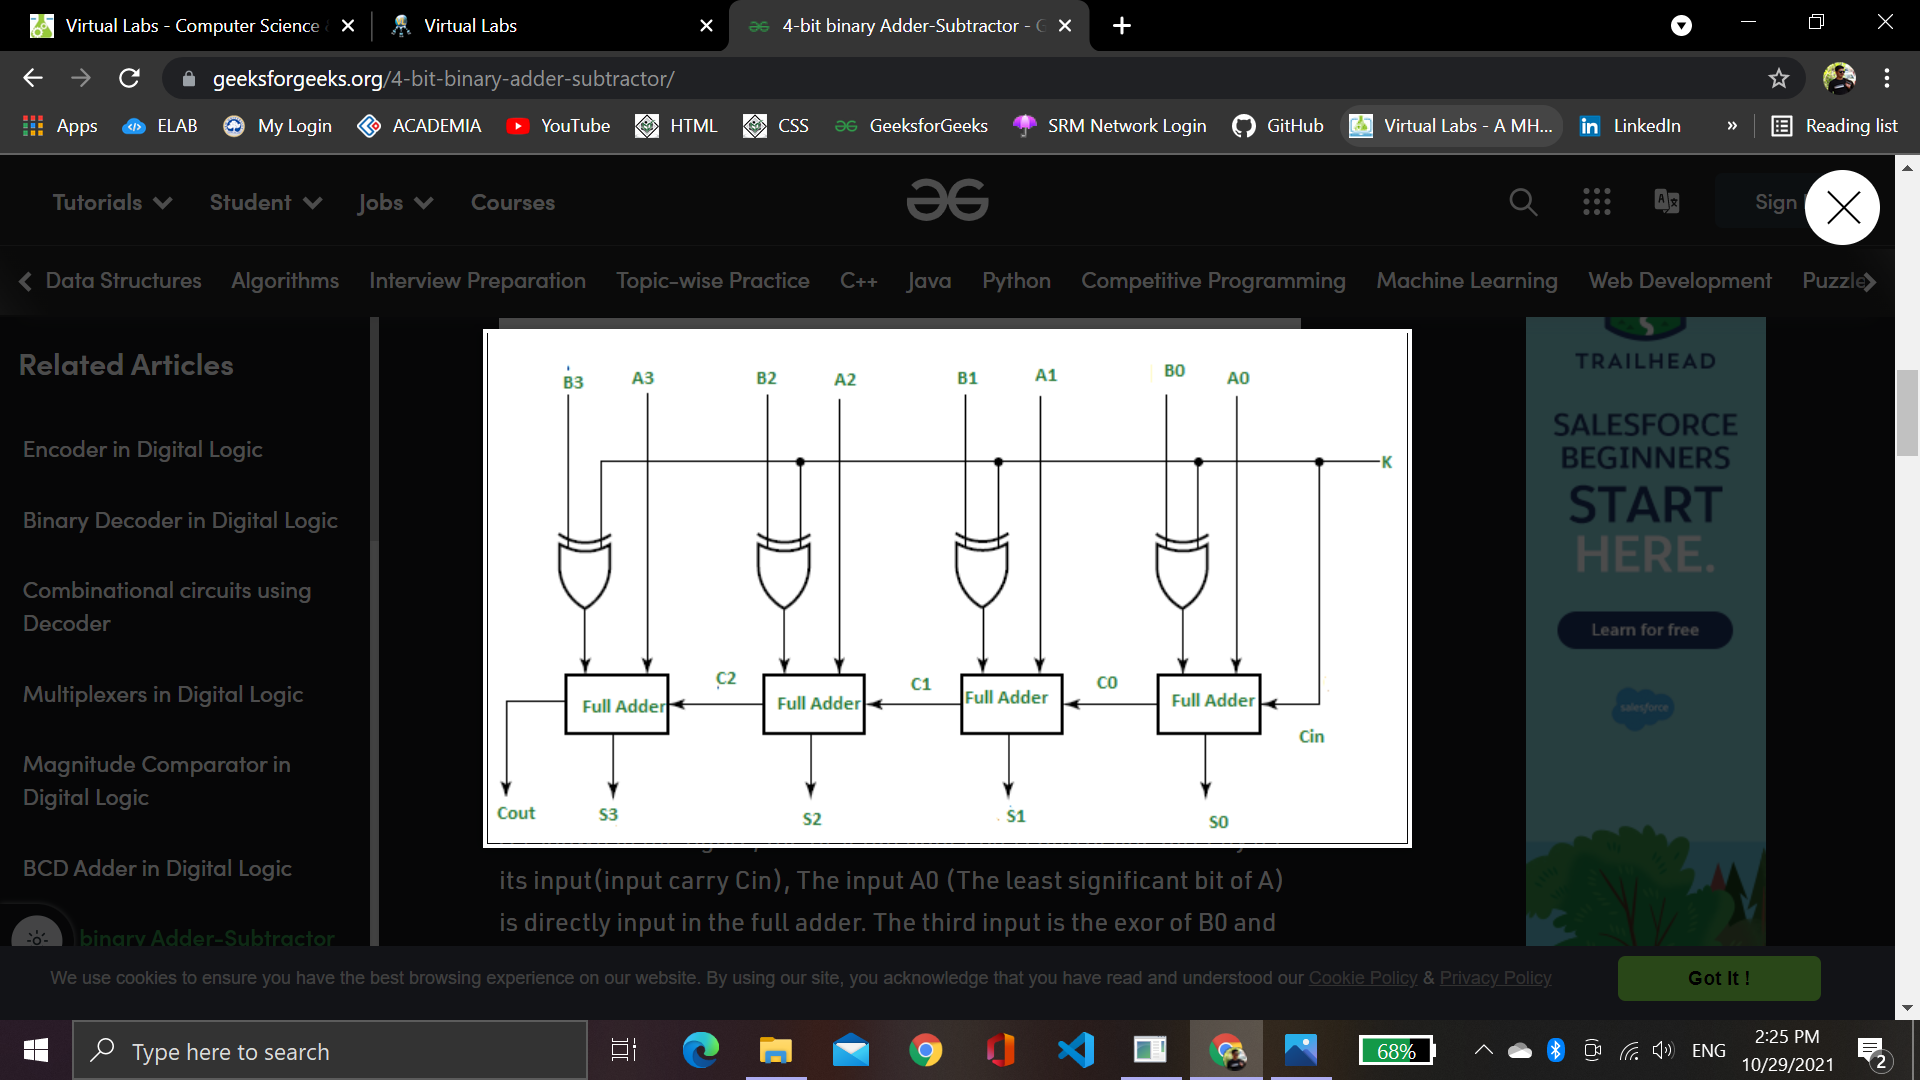 Virtual Labs - Computer Science
Virtual Labs
4-bit binary Adder-Subtractor -
geeksforgeeks.org/4-bit-binary-adder-subtractor/
Apps ELAB My Login ACADEMIA YouTube HTML CSS GeeksforGeeks SRM Network Login GitHub Virtual Labs - A MH... LinkedIn » Reading list
Tutorials Student Jobs Courses Sign
Data Structures Algorithms Interview Preparation Topic-wise Practice C++ Java Python Competitive Programming Machine Learning Web Development Puzzle
Related Articles
Encoder in Digital Logic
Binary Decoder in Digital Logic
Combinational circuits using
Decoder
Multiplexers in Digital Logic
Magnitude Comparator in
Digital Logic
BCD Adder in Digital Logic
binary Adder-Subtractor
B3 A3 B2 A2 B1 A1 B0 A0
K
C2 C1 C0
Full Adder Full Adder Full Adder Full Adder
Cin
Cout S3 S2 S1 S0
its input(input carry Cin), The input A0 (The least significant bit of A)
is directly input in the full adder. The third input is the exor of B0 and
TRAILHEAD
SALESFORCE
BEGINNERS
START
HERE.
Learn for free
salesforce
We use cookies to ensure you have the best browsing experience on our website. By using our site, you acknowledge that you have read and understood our Cookie Policy & Privacy Policy
Got It !
Type here to search
68%
ENG
2:25 PM
10/29/2021
2